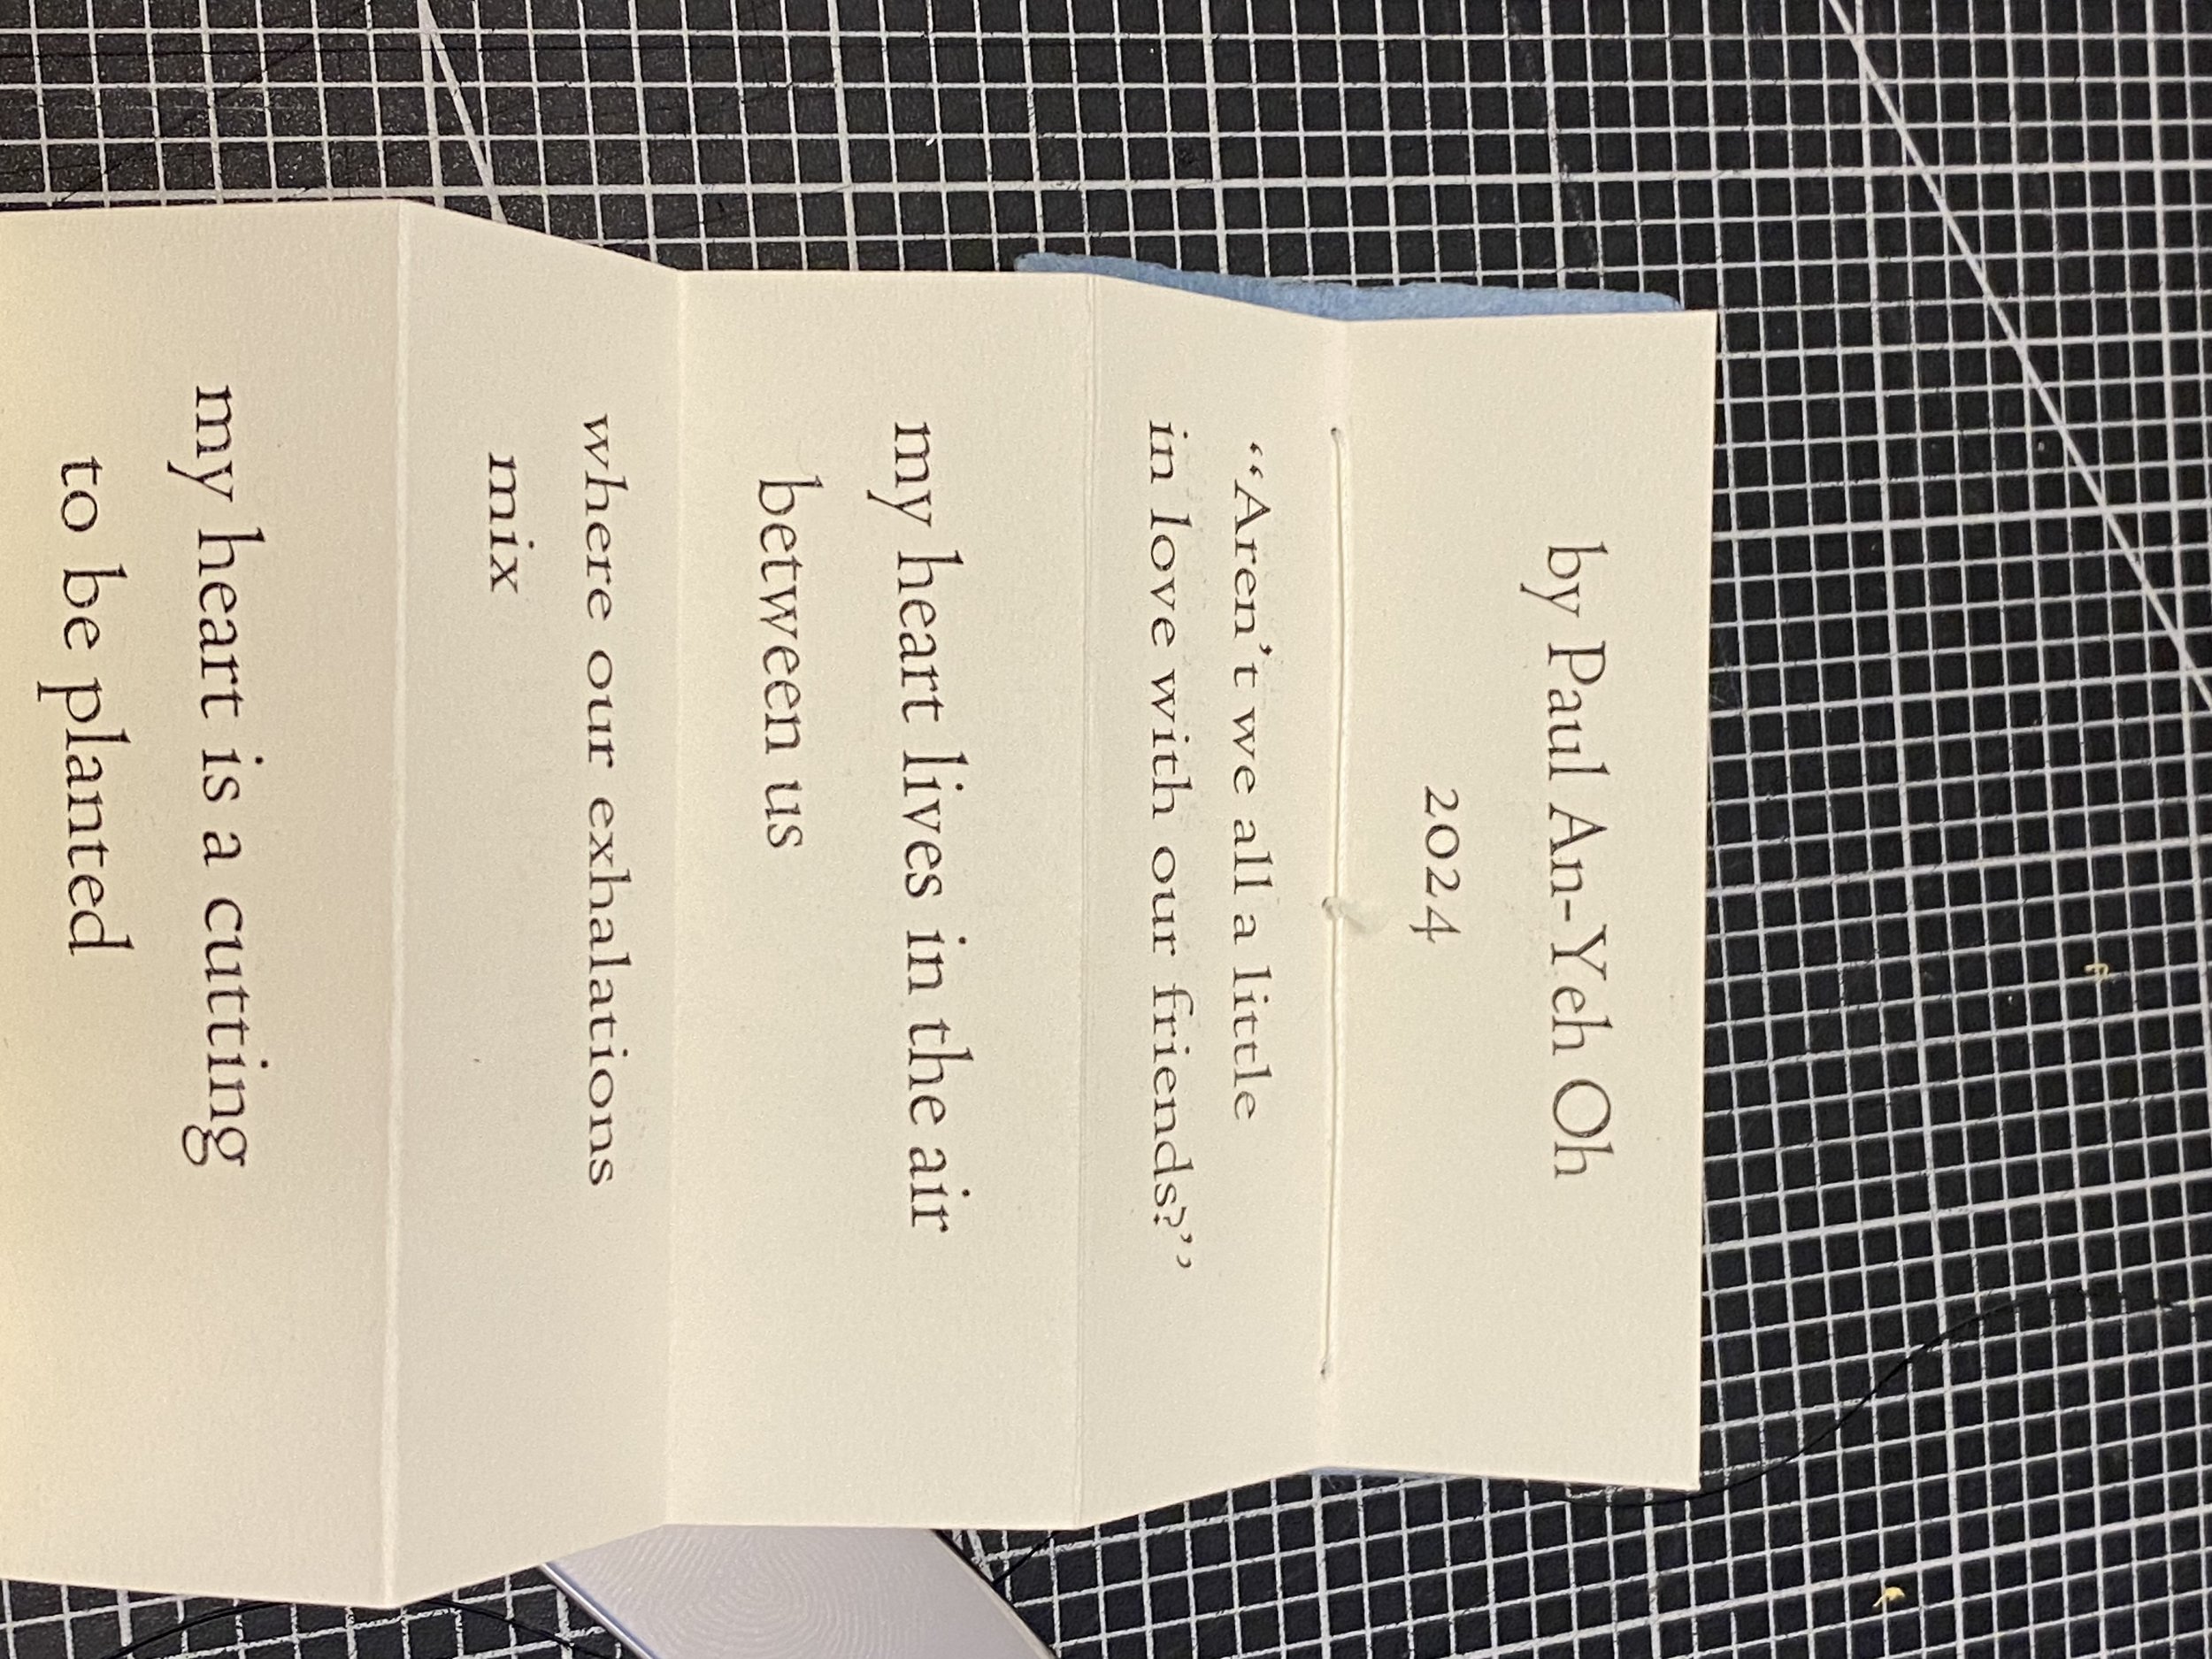 by Paul An-Yeh Oh
2024
“Aren’t we all a little
in love with our friends?”
my heart lives in the air
between us
where our exhalations
mix
my heart is a cutting
to be planted